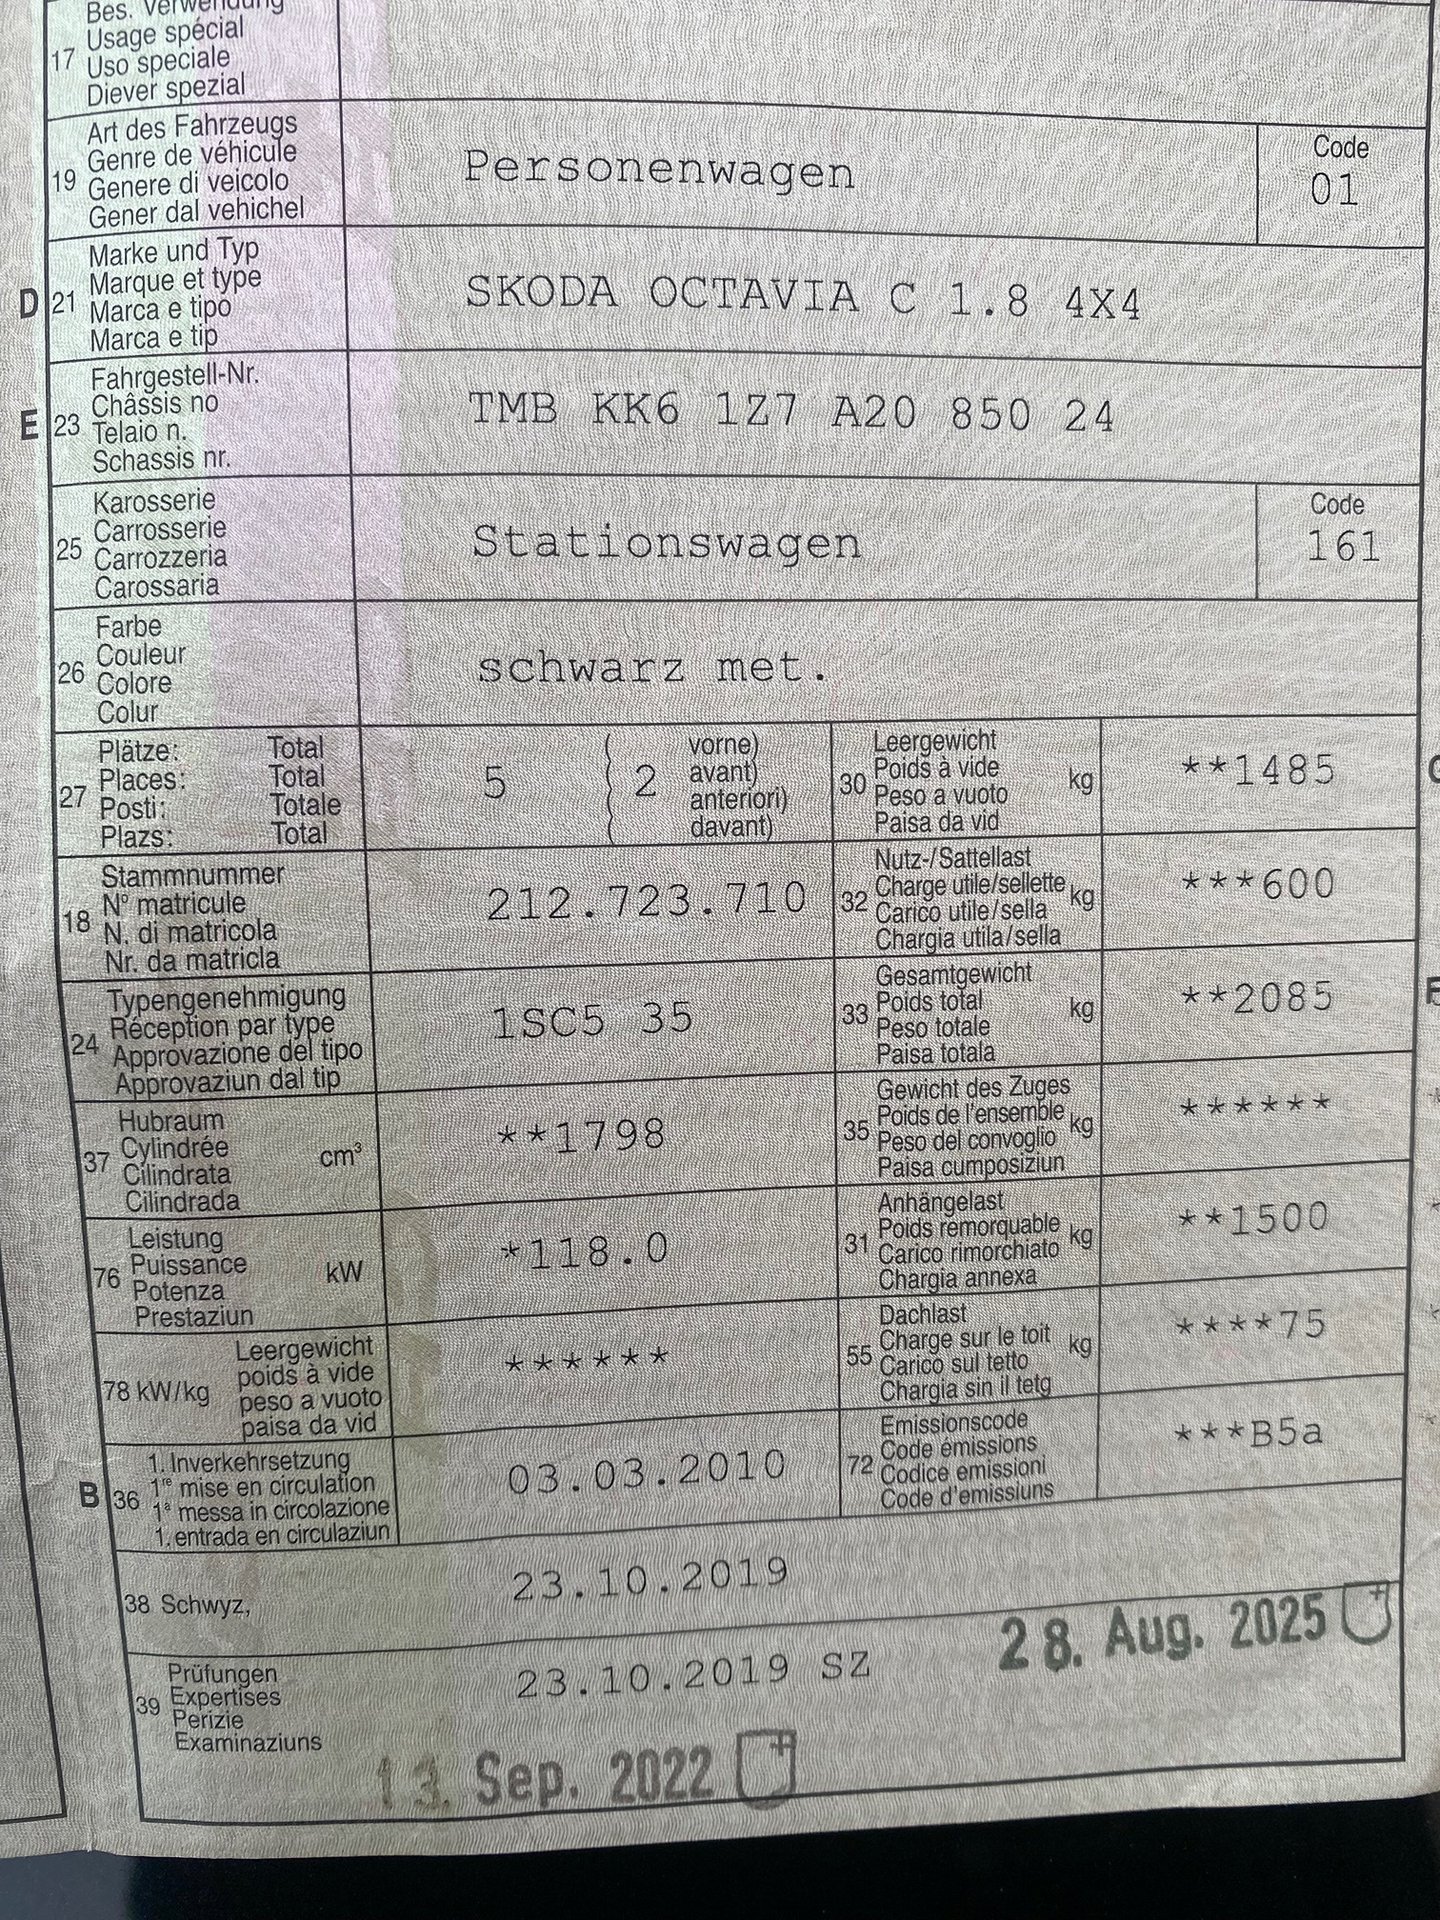 Bes. Verwendung
17 Usage spécial
Uso speciale
Diever spezial
Art des Fahrzeugs
19 Genre de véhicule
Genere di veicolo
Gener dal vehichel
Personenwagen
Code
01
Marke und Typ
D 21 Marque et type
Marca e tipo
Marca e tip
SKODA OCTAVIA C 1.8 4X4
Fahrgestell-Nr.
E 23 Châssis no
Telaio n.
Schassis nr.
TMB KK6 1Z7 A20 850 24
Karosserie
25 Carrosserie
Carrozzeria
Carossaria
Stationswagen
Code
161
Farbe
26 Couleur
Colore
Colur
schwarz met.
27 Plätze: Total
Places: Total
Posti: Totale
Plazs: Total
5
2
vorne)
avant)
anteriori)
davant)
30 Leergewicht
Poids à vide kg
Peso a vuoto
Paisa da vid
**1485
18 Stammnummer
N° matricule
N. di matricola
Nr. da matricla
212.723.710
32 Nutz-/Sattellast
Charge utile/sellette kg
Carico utile/sella
Chargia utila/sella
***600
24 Typengenehmigung
Réception par type
Approvazione del tipo
Approvaziun dal tip
1SC5 35
33 Gesamtgewicht
Poids total kg
Peso totale
Paisa totala
**2085
37 Hubraum
Cylindrée cm³
Cilindrata
Cilindrada
**1798
35 Gewicht des Zuges
Poids de l'ensemble kg
Peso del convoglio
Paisa cumposiziun
******
76 Leistung
Puissance kW
Potenza
Prestaziun
*118.0
31 Anhängelast
Poids remorquable kg
Carico rimorchiato
Chargia annexa
**1500
78 kW/kg Leergewicht
poids à vide
peso a vuoto
paisa da vid
******
55 Dachlast
Charge sur le toit kg
Carico sul tetto
Chargia sin il tetg
****75
B 36 1. Inverkehrsetzung
1re mise en circulation
1a messa in circolazione
1. entrada en circulaziun
03.03.2010
72 Emissionscode
Code émissions
Codice emissioni
Code d'emissiuns
***B5a
38 Schwyz,
23.10.2019
28. Aug. 2025
39 Prüfungen
Expertises
Perizie
Examinaziuns
23.10.2019 SZ
13. Sep. 2022